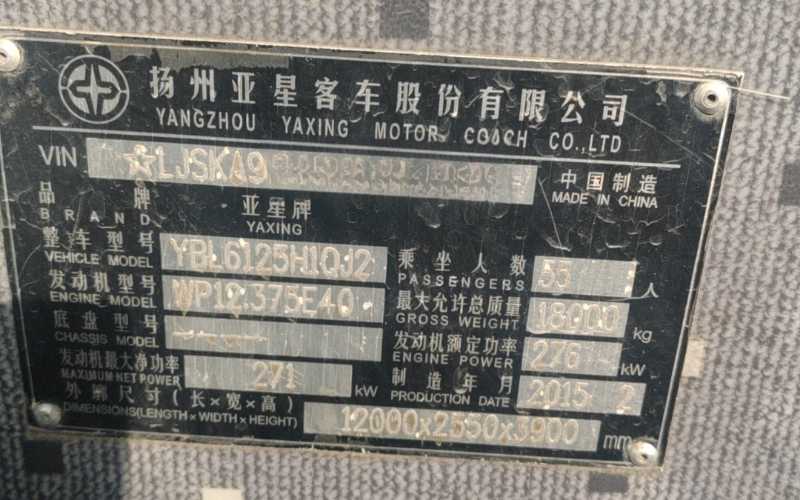 扬州亚星客车股份有限公司
YANGZHOU YAXING MOTOR COACH CO.,LTD
VIN ☆LJSKA9
中国制造
MADE IN CHINA
品牌 亚星牌
BRAND YAXING
整车型号 YBL6125H1QJ2
VEHICLE MODEL
乘坐人数 53 人
PASSENGERS
发动机型号 WP12.375E40
ENGINE MODEL
最大允许总质量 18000 kg
GROSS WEIGHT
底盘型号
CHASSIS MODEL
发动机额定功率 276
ENGINE POWER kW
发动机最大净功率 271 kW
MAXIMUM NET POWER
制造年月 2015 2
PRODUCTION DATE
外廓尺寸(长×宽×高)
DIMENSIONS(LENGTH×WIDTH×HEIGHT) 12000x2550x3900 mm